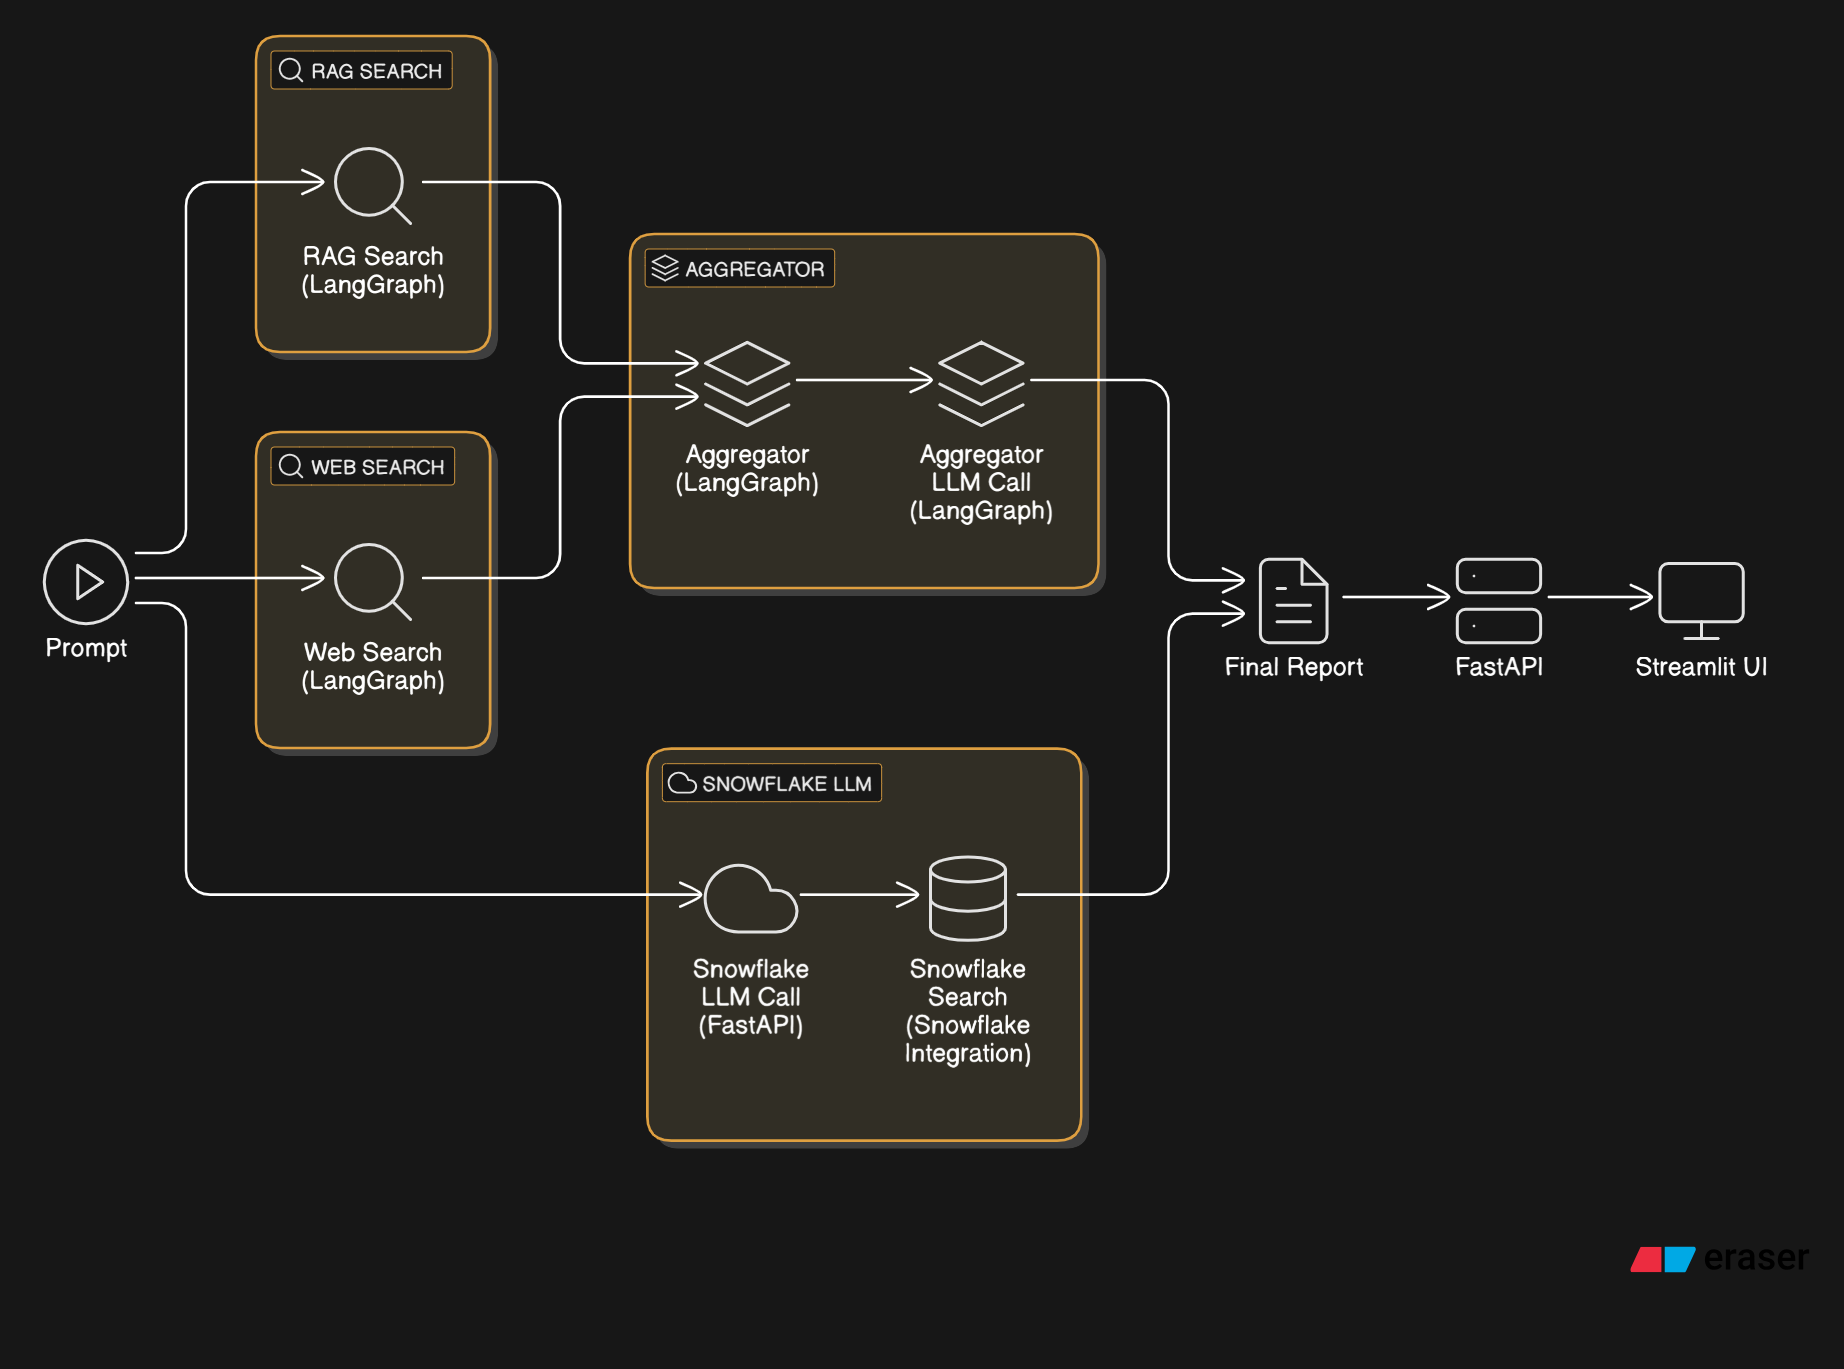 RAG SEARCH
RAG Search
(LangGraph)
AGGREGATOR
Aggregator
(LangGraph)
Aggregator
LLM Call
(LangGraph)
WEB SEARCH
Web Search
(LangGraph)
Prompt
Final Report
FastAPI
Streamlit UI
SNOWFLAKE LLM
Snowflake
LLM Call
(FastAPI)
Snowflake
Search
(Snowflake
Integration)
eraser